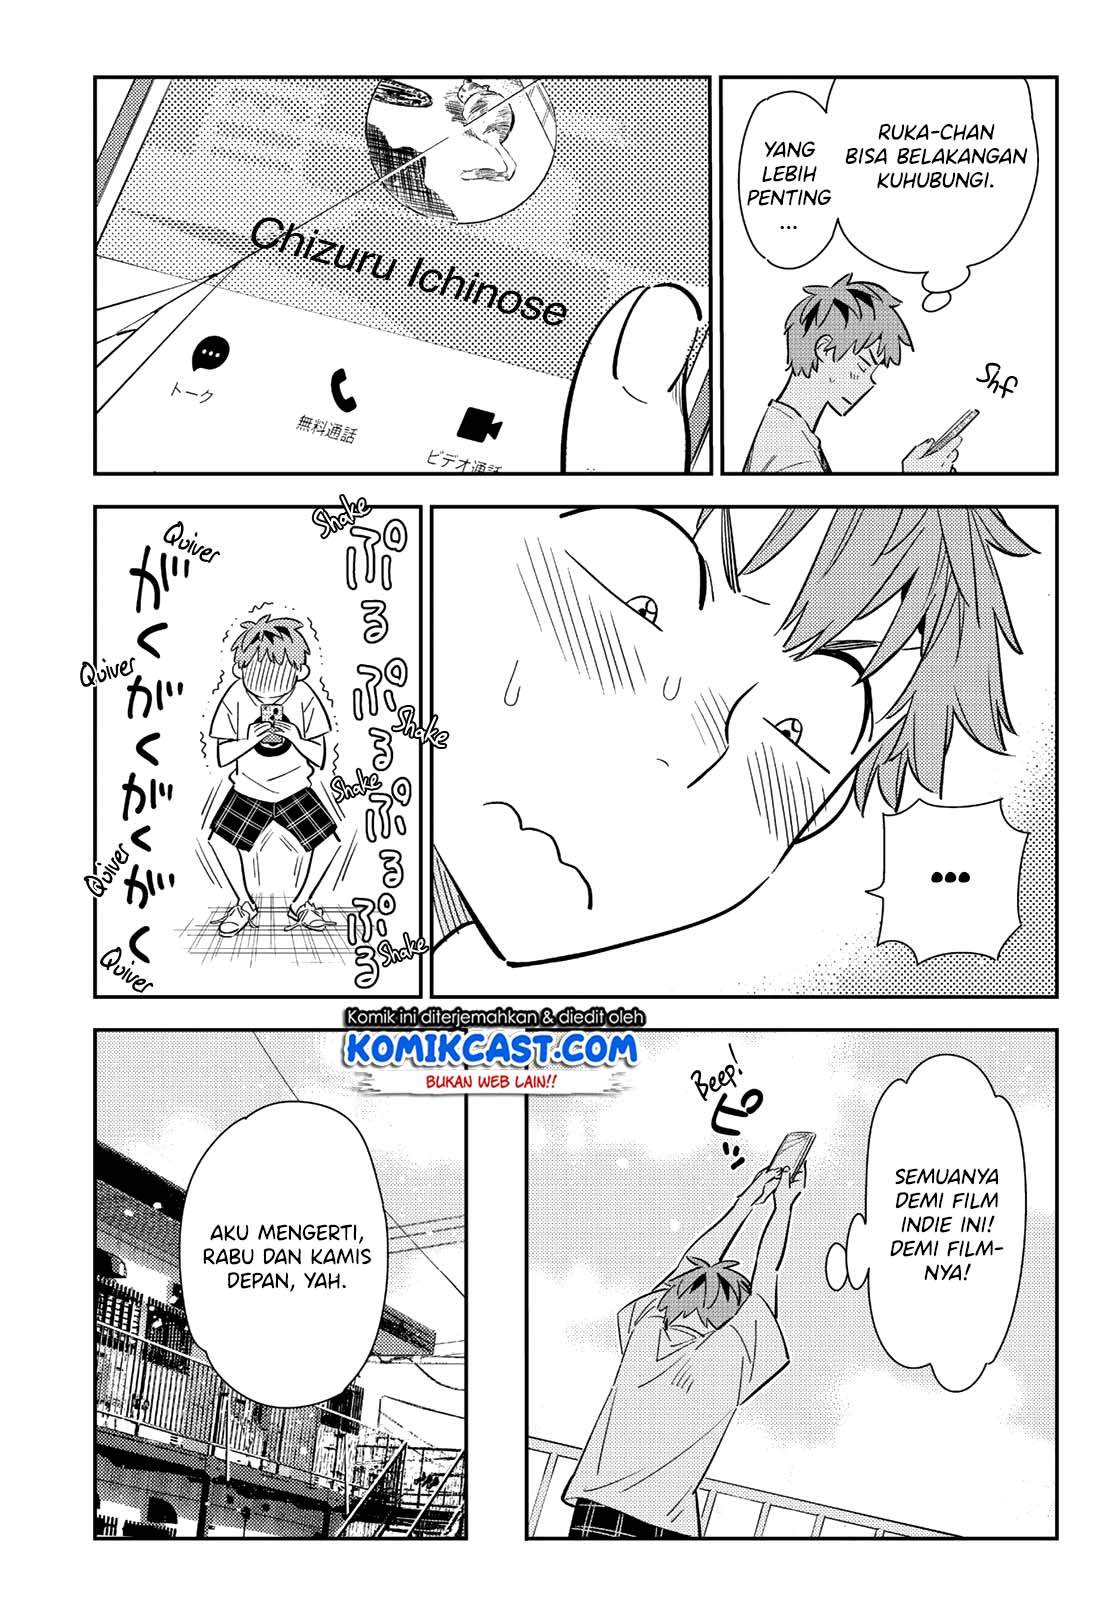 RUKA-CHAN
BISA BELAKANGAN
KUHUBUNGI.
YANG
LEBIH
PENTING
...
Shf
Chizuru Ichinose
トーク
無料通話
ビデオ通話
...
Shake
ぷるぷるぷるぷる
Shake
Shake
Shake
Quiver
がくがくがくがく
Quiver
Quiver
Quiver
Komik ini diterjemahkan & diedit oleh
KOMIKCAST.COM
BUKAN WEB LAIN!!
SEMUANYA
DEMI FILM
INDIE INI!
DEMI FILM-
NYA!
Beep!
ピッ
AKU MENGERTI,
RABU DAN KAMIS
DEPAN, YAH.